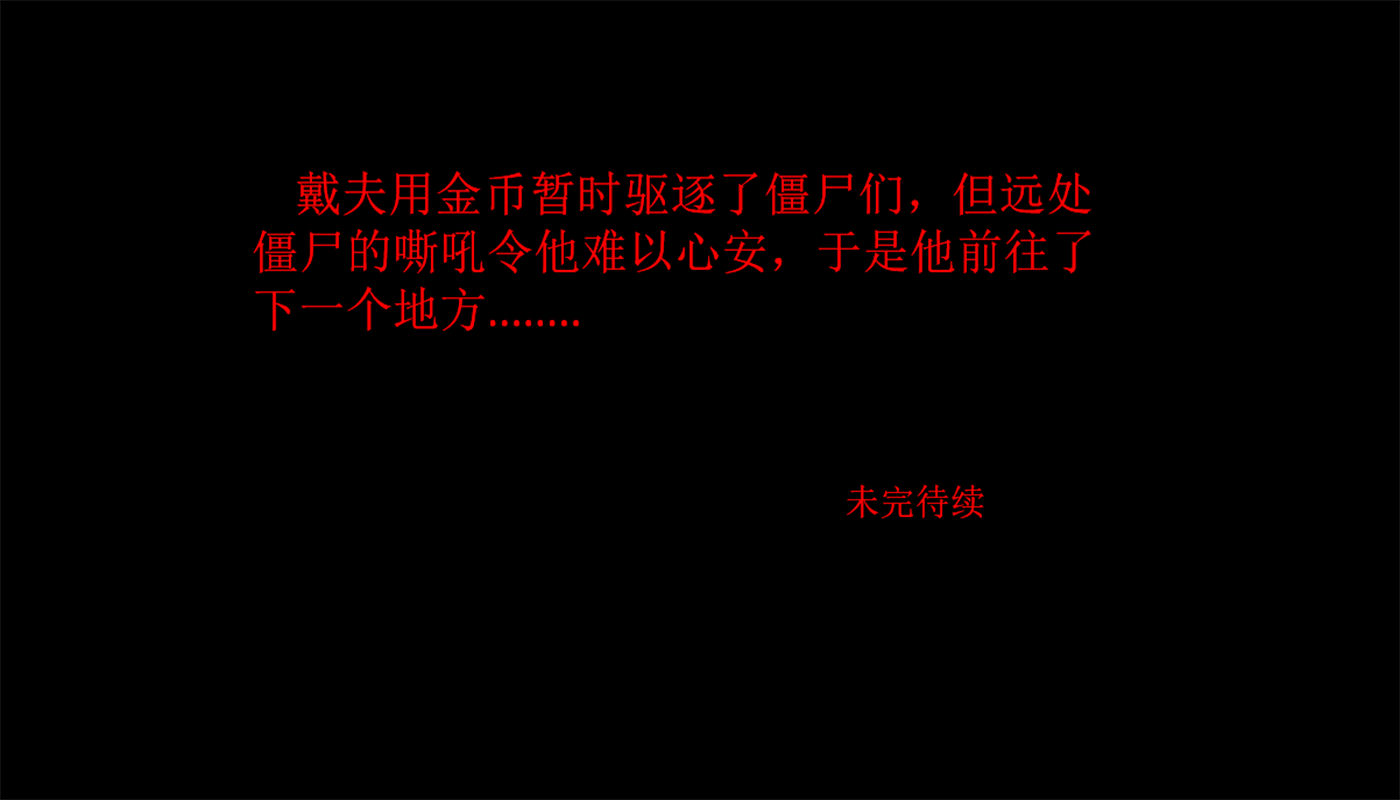 戴夫用金币暂时驱逐了僵尸们，但远处
僵尸的嘶吼令他难以心安，于是他前往了
下一个地方........
未完待续